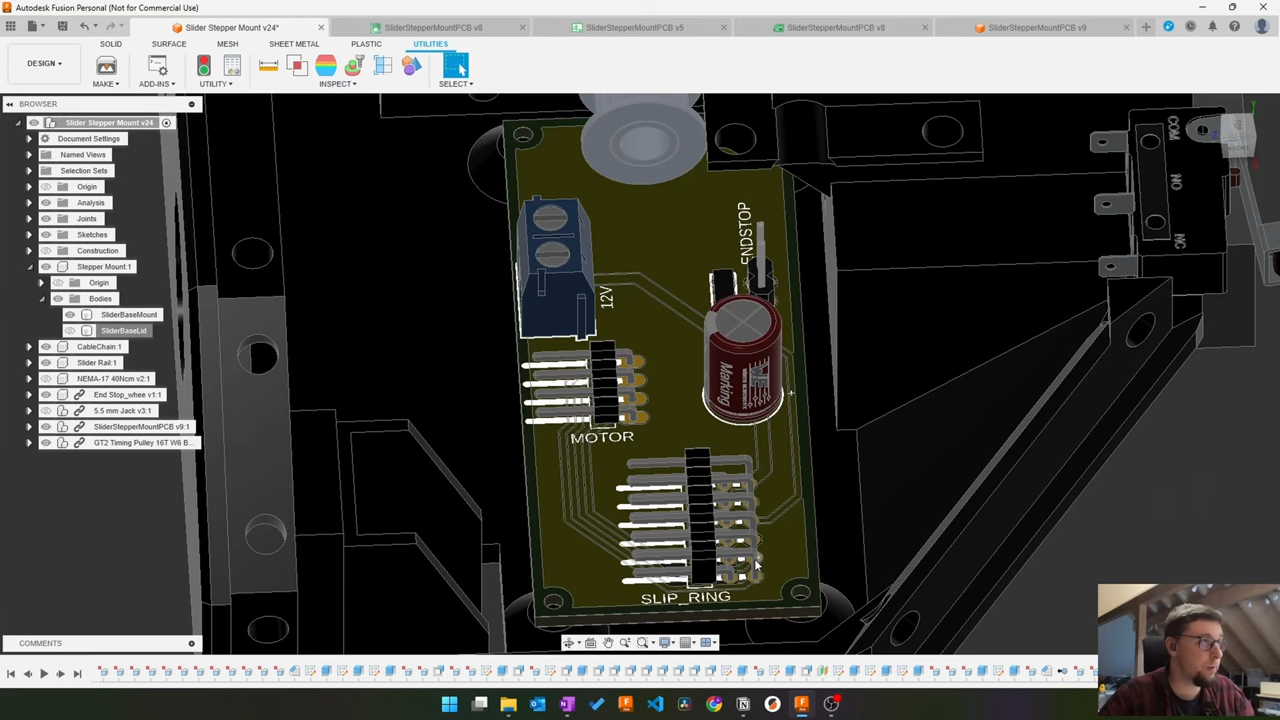 Autodesk Fusion Personal (Not for Commercial Use)
Slider Stepper Mount v24*
SliderStepperMountPCB v8
SliderStepperMountPCB v5
SliderStepperMountPCB v8
SliderStepperMountPCB v9
SOLID
SURFACE
MESH
SHEET METAL
PLASTIC
UTILITIES
DESIGN
MAKE
ADD-INS
UTILITY
INSPECT
SELECT
BROWSER
Slider Stepper Mount v24
Document Settings
Named Views
Selection Sets
Origin
Analysis
Joints
Sketches
Construction
Stepper Mount:1
Origin
Bodies
SliderBaseMount
SliderBaseLid
CableChain:1
Slider Rail:1
NEMA-17 40Ncm v2:1
End Stop_whee v1:1
5.5 mm Jack v3:1
SliderStepperMountPCB v9:1
GT2 Timing Pulley 16T W6 B...
ENDSTOP
12V
Marking
MOTOR
SLIP_RING
COM
NO
NC
COMMENTS